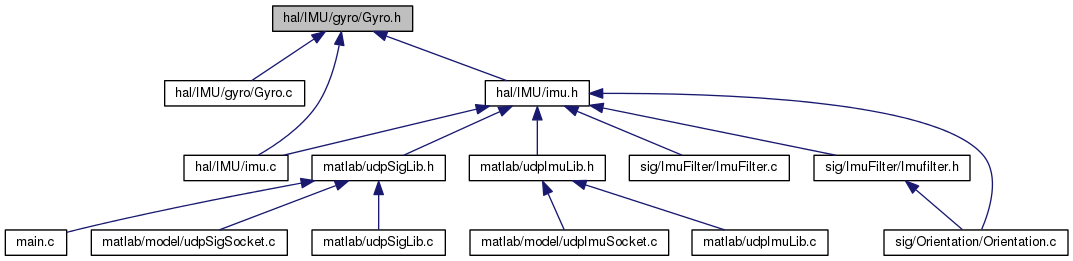 hal/IMU/gyro/Gyro.h
hal/IMU/gyro/Gyro.c
hal/IMU/imu.h
hal/IMU/imu.c
matlab/udpSigLib.h
matlab/udpImuLib.h
sig/ImuFilter/ImuFilter.c
sig/ImuFilter/Imufilter.h
main.c
matlab/model/udpSigSocket.c
matlab/udpSigLib.c
matlab/model/udpImuSocket.c
matlab/udpImuLib.c
sig/Orientation/Orientation.c